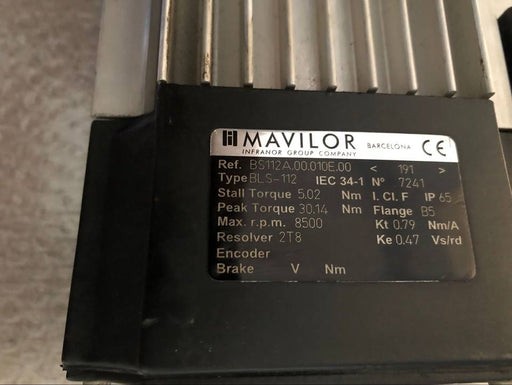 MAVILOR BARCELONA CE
INFRANOR GROUP COMPANY
Ref. BS112A.00.010E.00 < 191 >
Type BLS-112 IEC 34-1 N° 7241
Stall Torque 5.02 Nm I. Cl. F IP 65
Peak Torque 30.14 Nm Flange B5
Max. r.p.m. 8500 Kt 0.79 Nm/A
Resolver 2T8 Ke 0.47 Vs/rd
Encoder
Brake V Nm